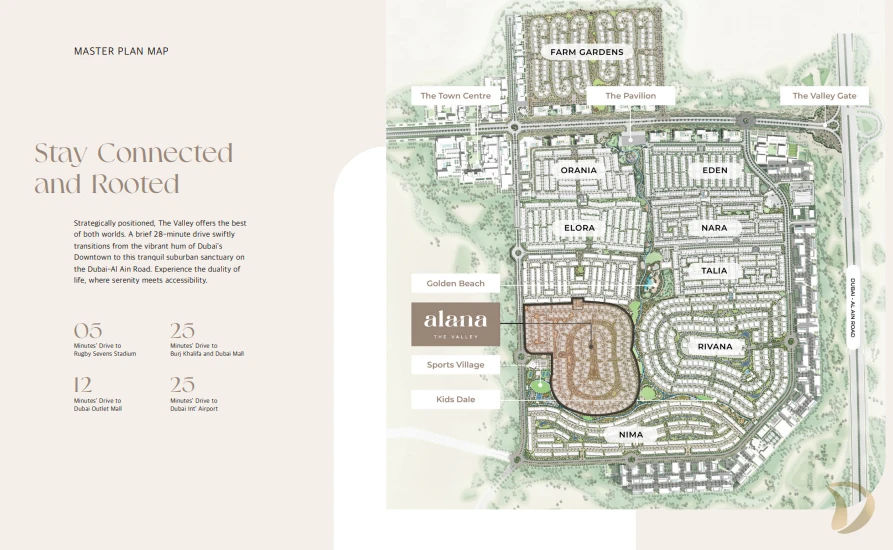 MASTER PLAN MAP
Stay Connected
and Rooted
Strategically positioned, The Valley offers the best
of both worlds. A brief 28-minute drive swiftly
transitions from the vibrant hum of Dubai's
Downtown to this tranquil suburban sanctuary on
the Dubai-Al Ain Road. Experience the duality of
life, where serenity meets accessibility.
05
Minutes' Drive to
Rugby Sevens Stadium
25
Minutes' Drive to
Burj Khalifa and Dubai Mall
12
Minutes' Drive to
Dubai Outlet Mall
25
Minutes' Drive to
Dubai Int' Airport
FARM GARDENS
The Town Centre
The Pavilion
The Valley Gate
ORANIA
EDEN
ELORA
NARA
TALIA
Golden Beach
alana
THE VALLEY
RIVANA
Sports Village
Kids Dale
NIMA
DUBAI - AL AIN ROAD